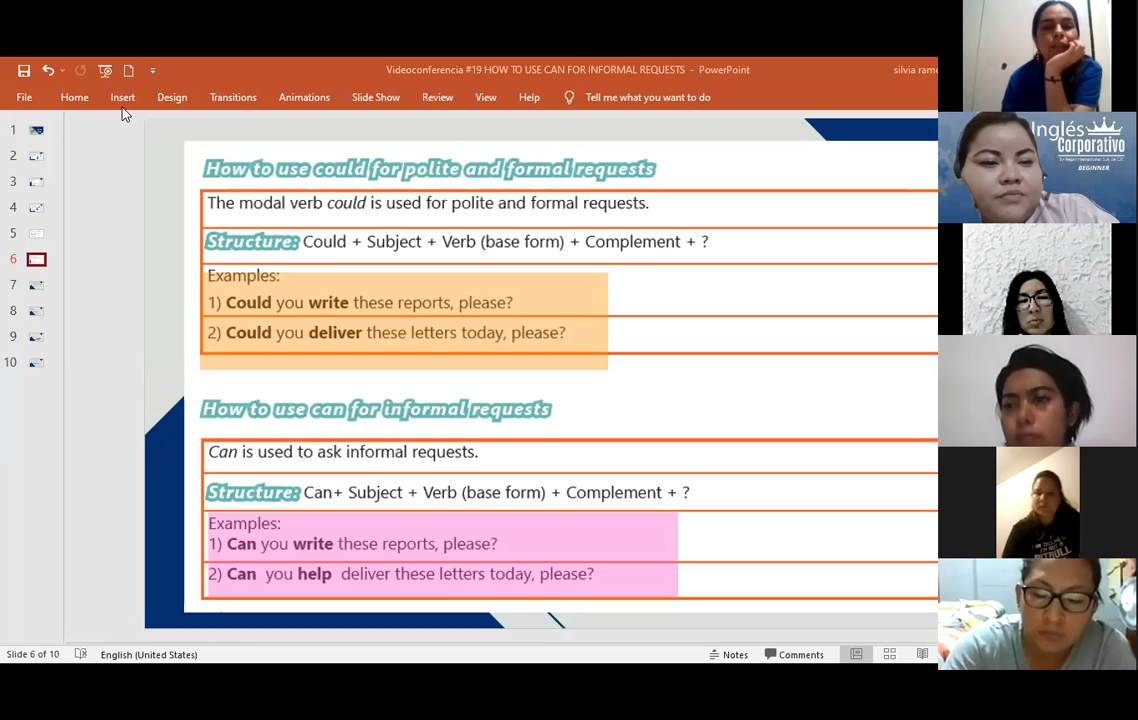 Videoconferencia #19 HOW TO USE CAN FOR INFORMAL REQUESTS - PowerPoint
silvia ramo
File Home Insert Design Transitions Animations Slide Show Review View Help Tell me what you want to do
1
2
3
4
5
6
7
8
9
10
How to use could for polite and formal requests
The modal verb could is used for polite and formal requests.
Structure: Could + Subject + Verb (base form) + Complement + ?
Examples:
1) Could you write these reports, please?
2) Could you deliver these letters today, please?
How to use can for informal requests
Can is used to ask informal requests.
Structure: Can+ Subject + Verb (base form) + Complement + ?
Examples:
1) Can you write these reports, please?
2) Can you help deliver these letters today, please?
Slide 6 of 10 English (United States) Notes Comments
Inglés
Corporativo
BEGINNER
PITBULL